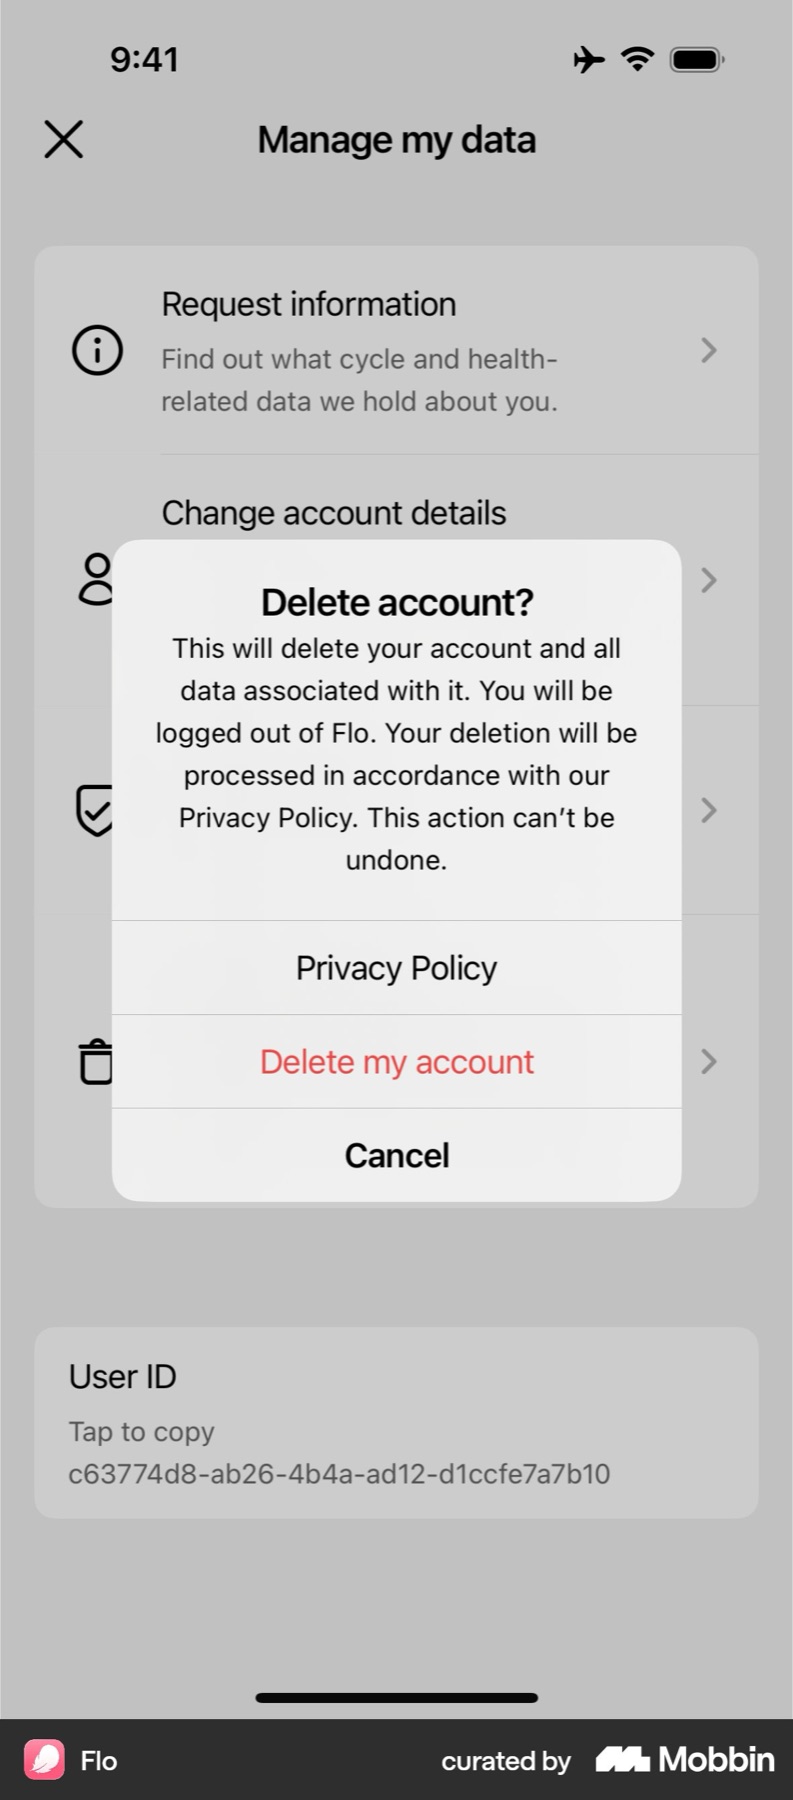 9:41
Manage my data
Request information
Find out what cycle and health-
related data we hold about you.
Change account details
Delete account?
This will delete your account and all
data associated with it. You will be
logged out of Flo. Your deletion will be
processed in accordance with our
Privacy Policy. This action can’t be
undone.
Privacy Policy
Delete my account
Cancel
User ID
Tap to copy
c63774d8-ab26-4b4a-ad12-d1ccfe7a7b10
Flo
curated by Mobbin